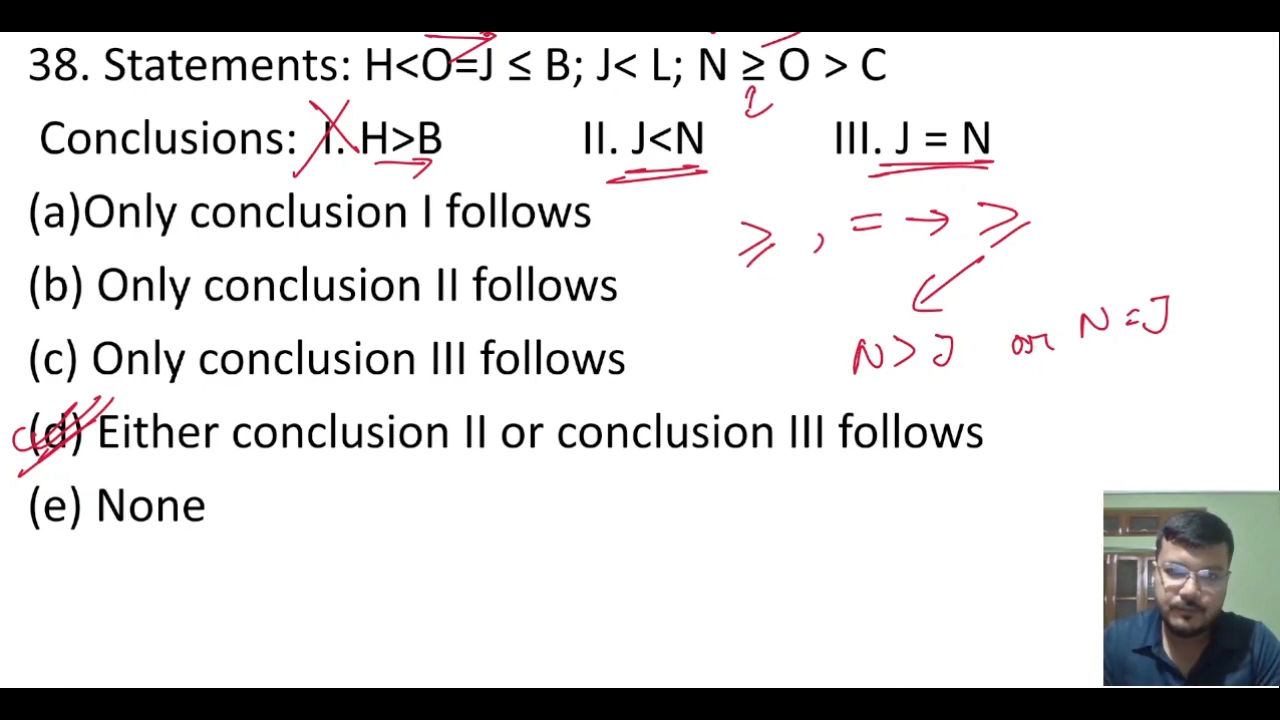 38. Statements: H<O=J ≤ B; J< L; N ≥ O > C
Conclusions: I. H>B II. J<N III. J = N
(a)Only conclusion I follows
≥ , = → ≥
(b) Only conclusion II follows
(c) Only conclusion III follows
N > J or N = J
(d) Either conclusion II or conclusion III follows
(e) None